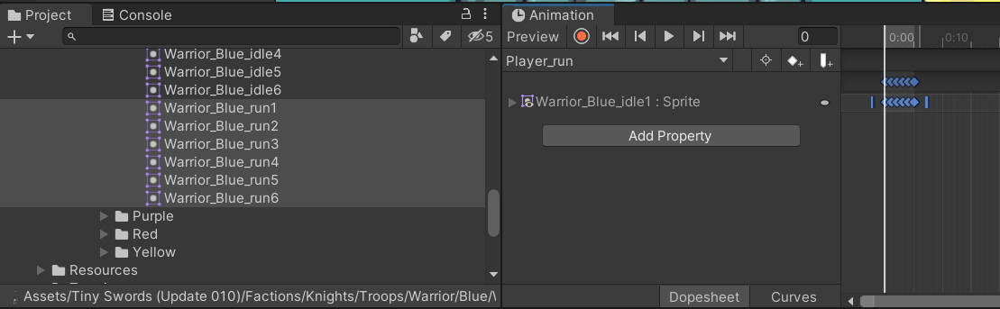 Project
Console
5
Warrior_Blue_idle4
Warrior_Blue_idle5
Warrior_Blue_idle6
Warrior_Blue_run1
Warrior_Blue_run2
Warrior_Blue_run3
Warrior_Blue_run4
Warrior_Blue_run5
Warrior_Blue_run6
Purple
Red
Yellow
Resources
Assets/Tiny Swords (Update 010)/Factions/Knights/Troops/Warrior/Blue/
Animation
Preview
0
0:00
0:10
Player_run
Warrior_Blue_idle1 : Sprite
Add Property
Dopesheet
Curves